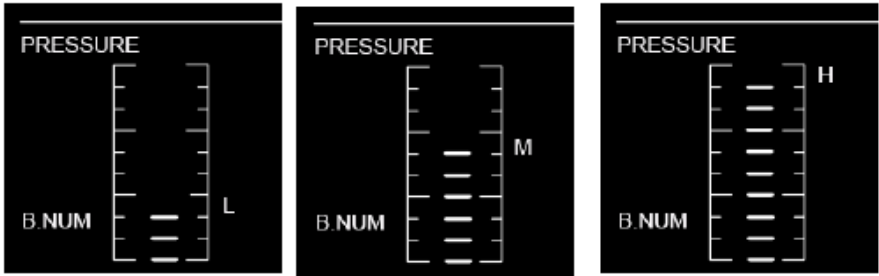 PRESSURE
L
B.NUM
PRESSURE
M
B.NUM
PRESSURE
H
B.NUM